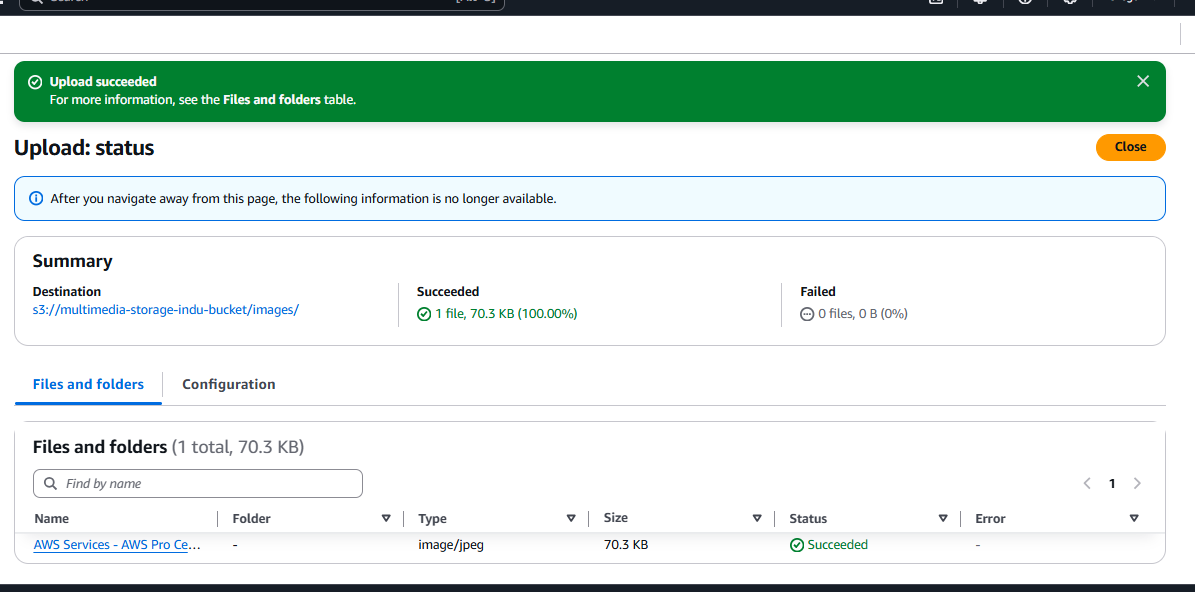 Upload succeeded
For more information, see the Files and folders table.
Upload: status
Close
After you navigate away from this page, the following information is no longer available.
Summary
Destination
s3://multimedia-storage-indu-bucket/images/
Succeeded
1 file, 70.3 KB (100.00%)
Failed
0 files, 0 B (0%)
Files and folders
Configuration
Files and folders (1 total, 70.3 KB)
Find by name
1
Name Folder Type Size Status Error
AWS Services - AWS Pro Ce... - image/jpeg 70.3 KB Succeeded -